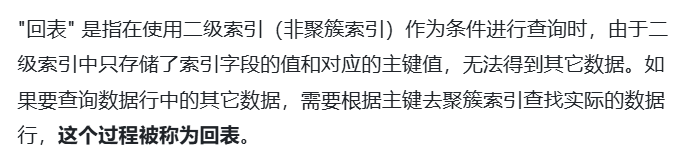 "回表" 是指在使用二级索引（非聚簇索引）作为条件进行查询时，由于二
级索引中只存储了索引字段的值和对应的主键值，无法得到其它数据。如
果要查询数据行中的其它数据，需要根据主键去聚簇索引查找实际的数据
行，这个过程被称为回表。